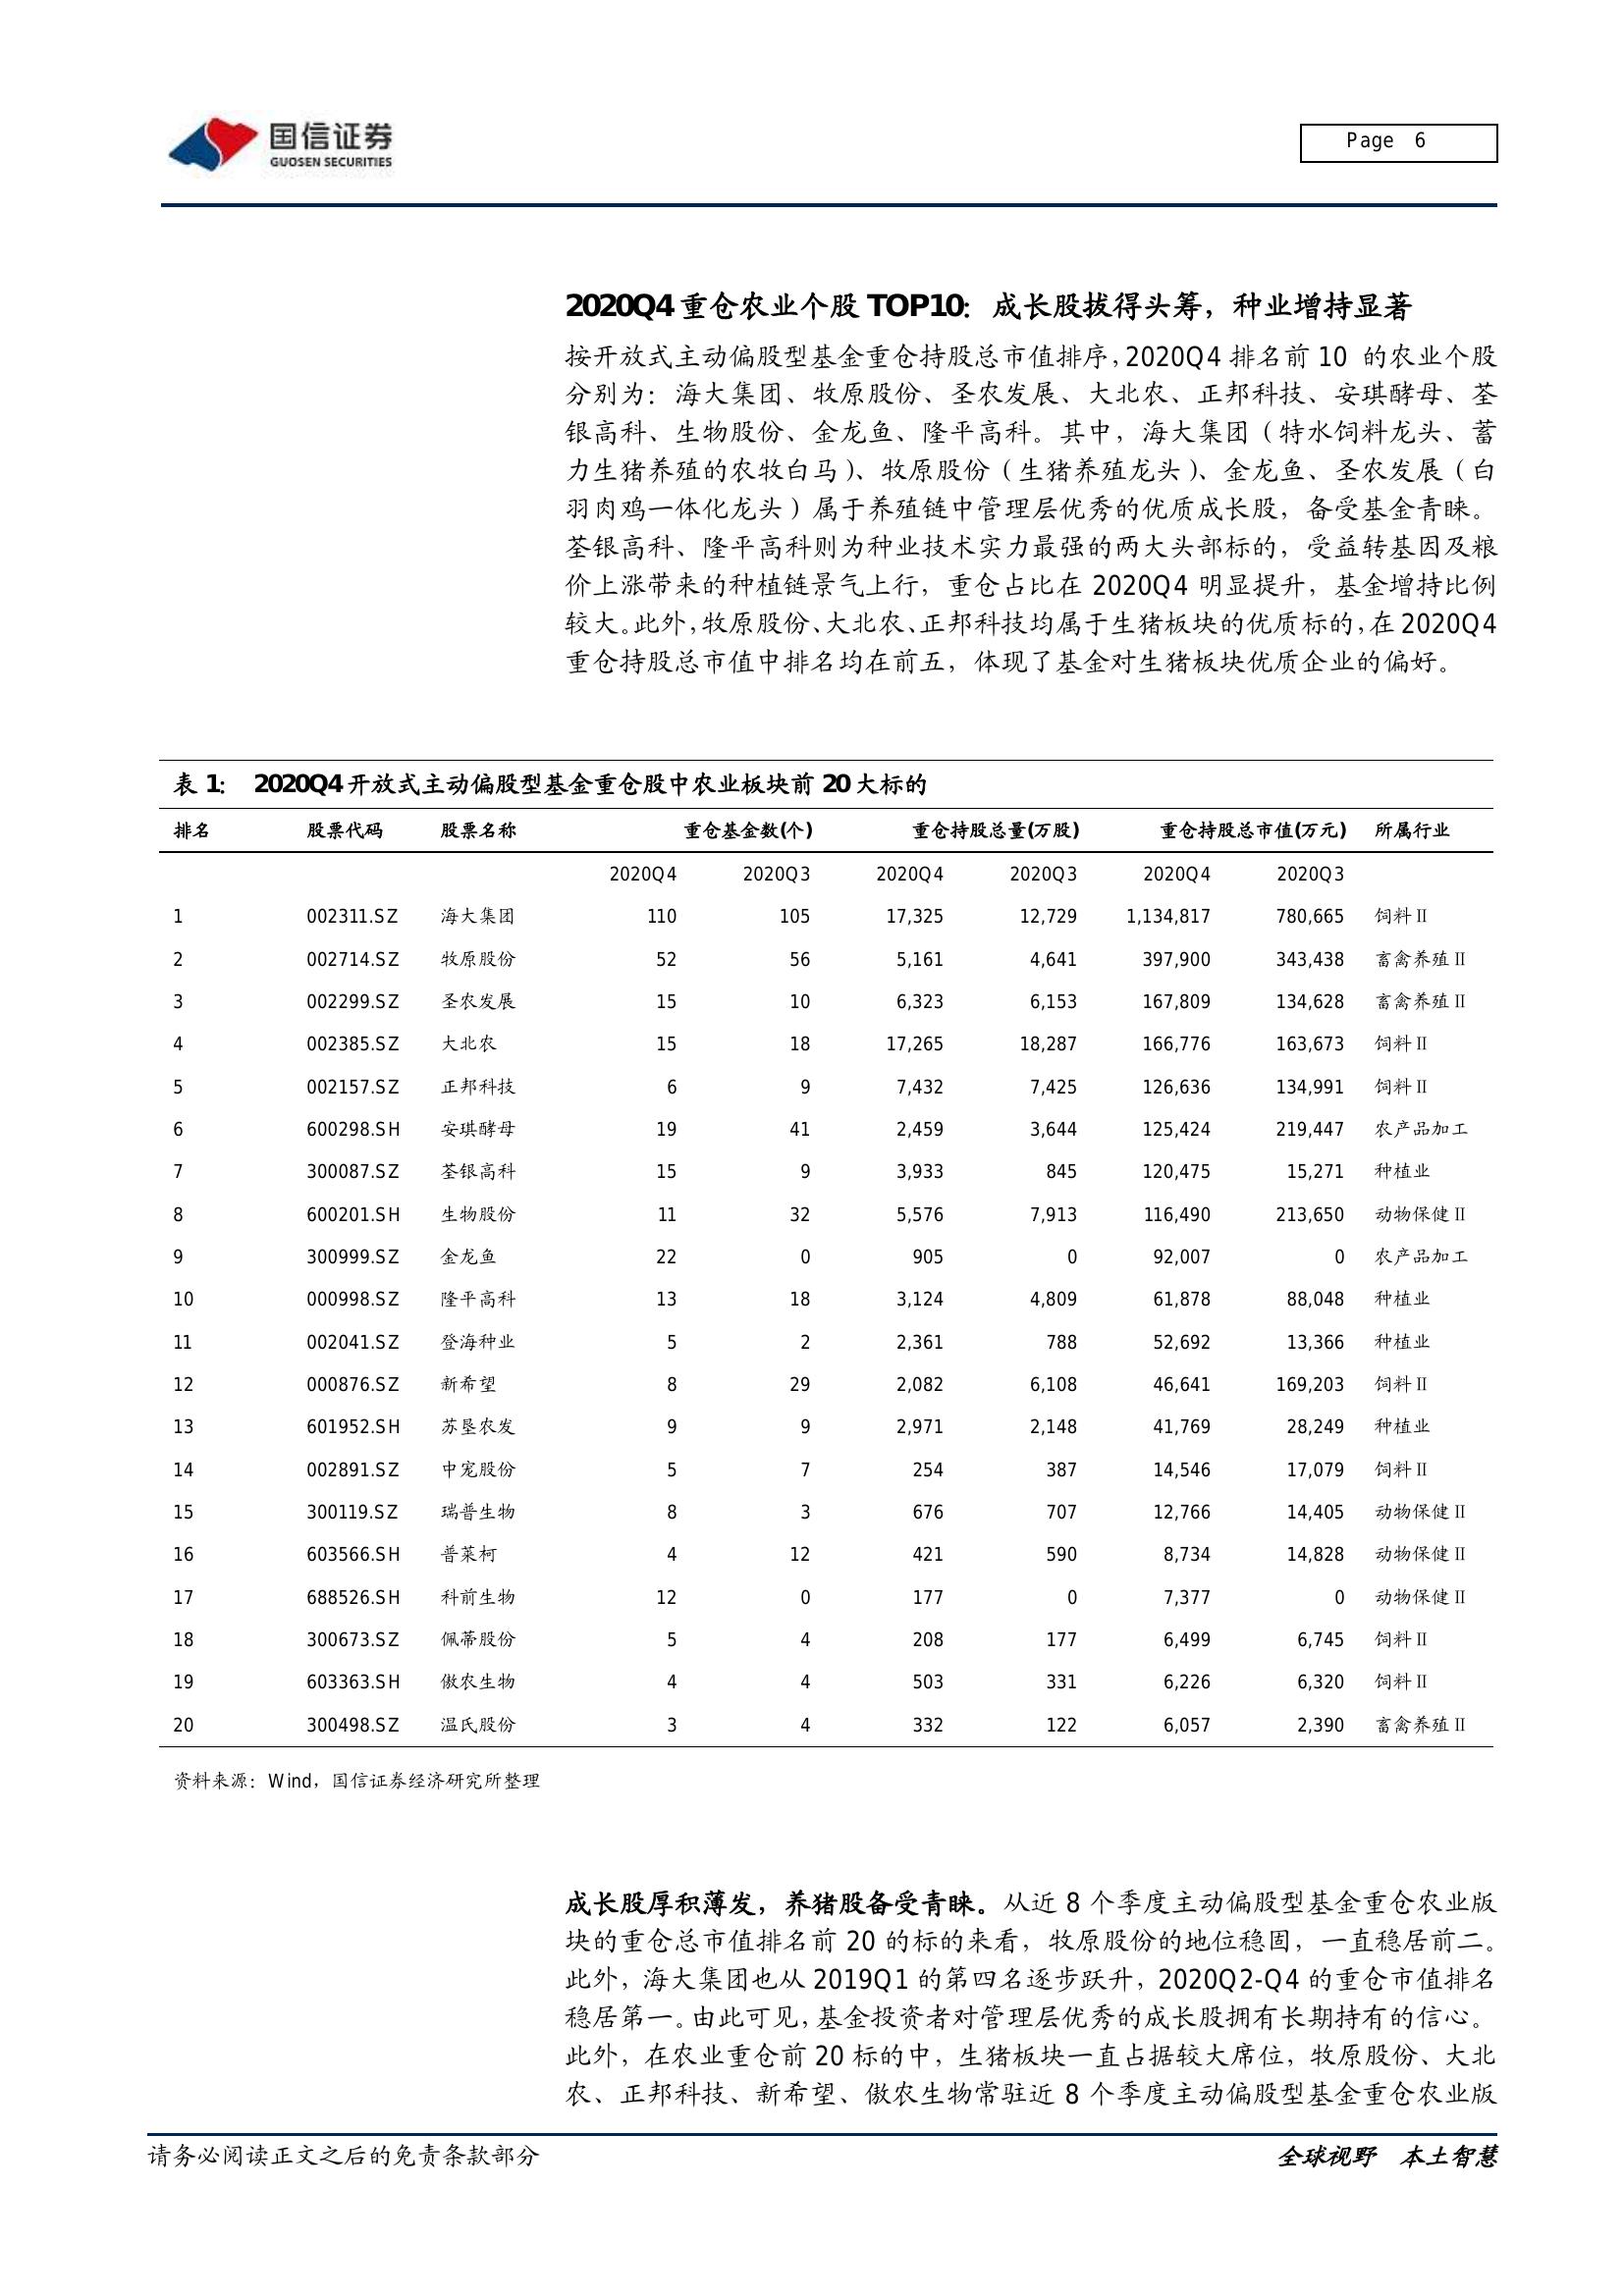 国信证券
GUOSEN SECURITIES
Page 6
2020Q4 重仓农业个股 TOP10：成长股拔得头筹，种业增持显著
按开放式主动偏股型基金重仓持股总市值排序，2020Q4 排名前 10 的农业个股
分别为：海大集团、牧原股份、圣农发展、大北农、正邦科技、安琪酵母、荃
银高科、生物股份、金龙鱼、隆平高科。其中，海大集团（特水饲料龙头、蓄
力生猪养殖的农牧白马）、牧原股份（生猪养殖龙头）、金龙鱼、圣农发展（白
羽肉鸡一体化龙头）属于养殖链中管理层优秀的优质成长股，备受基金青睐。
荃银高科、隆平高科则为种业技术实力最强的两大头部标的，受益转基因及粮
价上涨带来的种植链景气上行，重仓占比在 2020Q4 明显提升，基金增持比例
较大。此外，牧原股份、大北农、正邦科技均属于生猪板块的优质标的，在 2020Q4
重仓持股总市值中排名均在前五，体现了基金对生猪板块优质企业的偏好。
表 1： 2020Q4 开放式主动偏股型基金重仓股中农业板块前 20 大标的
排名 股票代码 股票名称 重仓基金数(个) 重仓持股总量(万股) 重仓持股总市值(万元) 所属行业
2020Q4 2020Q3 2020Q4 2020Q3 2020Q4 2020Q3
1 002311.SZ 海大集团 110 105 17,325 12,729 1,134,817 780,665 饲料Ⅱ
2 002714.SZ 牧原股份 52 56 5,161 4,641 397,900 343,438 畜禽养殖Ⅱ
3 002299.SZ 圣农发展 15 10 6,323 6,153 167,809 134,628 畜禽养殖Ⅱ
4 002385.SZ 大北农 15 18 17,265 18,287 166,776 163,673 饲料Ⅱ
5 002157.SZ 正邦科技 6 9 7,432 7,425 126,636 134,991 饲料Ⅱ
6 600298.SH 安琪酵母 19 41 2,459 3,644 125,424 219,447 农产品加工
7 300087.SZ 荃银高科 15 9 3,933 845 120,475 15,271 种植业
8 600201.SH 生物股份 11 32 5,576 7,913 116,490 213,650 动物保健Ⅱ
9 300999.SZ 金龙鱼 22 0 905 0 92,007 0 农产品加工
10 000998.SZ 隆平高科 13 18 3,124 4,809 61,878 88,048 种植业
11 002041.SZ 登海种业 5 2 2,361 788 52,692 13,366 种植业
12 000876.SZ 新希望 8 29 2,082 6,108 46,641 169,203 饲料Ⅱ
13 601952.SH 苏垦农发 9 9 2,971 2,148 41,769 28,249 种植业
14 002891.SZ 中宠股份 5 7 254 387 14,546 17,079 饲料Ⅱ
15 300119.SZ 瑞普生物 8 3 676 707 12,766 14,405 动物保健Ⅱ
16 603566.SH 普莱柯 4 12 421 590 8,734 14,828 动物保健Ⅱ
17 688526.SH 科前生物 12 0 177 0 7,377 0 动物保健Ⅱ
18 300673.SZ 佩蒂股份 5 4 208 177 6,499 6,745 饲料Ⅱ
19 603363.SH 傲农生物 4 4 503 331 6,226 6,320 饲料Ⅱ
20 300498.SZ 温氏股份 3 4 332 122 6,057 2,390 畜禽养殖Ⅱ
资料来源：Wind，国信证券经济研究所整理
成长股厚积薄发，养猪股备受青睐。从近 8 个季度主动偏股型基金重仓农业版
块的重仓总市值排名前 20 的标的来看，牧原股份的地位稳固，一直稳居前二。
此外，海大集团也从 2019Q1 的第四名逐步跃升，2020Q2-Q4 的重仓市值排名
稳居第一。由此可见，基金投资者对管理层优秀的成长股拥有长期持有的信心。
此外，在农业重仓前 20 标的中，生猪板块一直占据较大席位，牧原股份、大北
农、正邦科技、新希望、傲农生物常驻近 8 个季度主动偏股型基金重仓农业版
请务必阅读正文之后的免责条款部分
全球视野 本土智慧